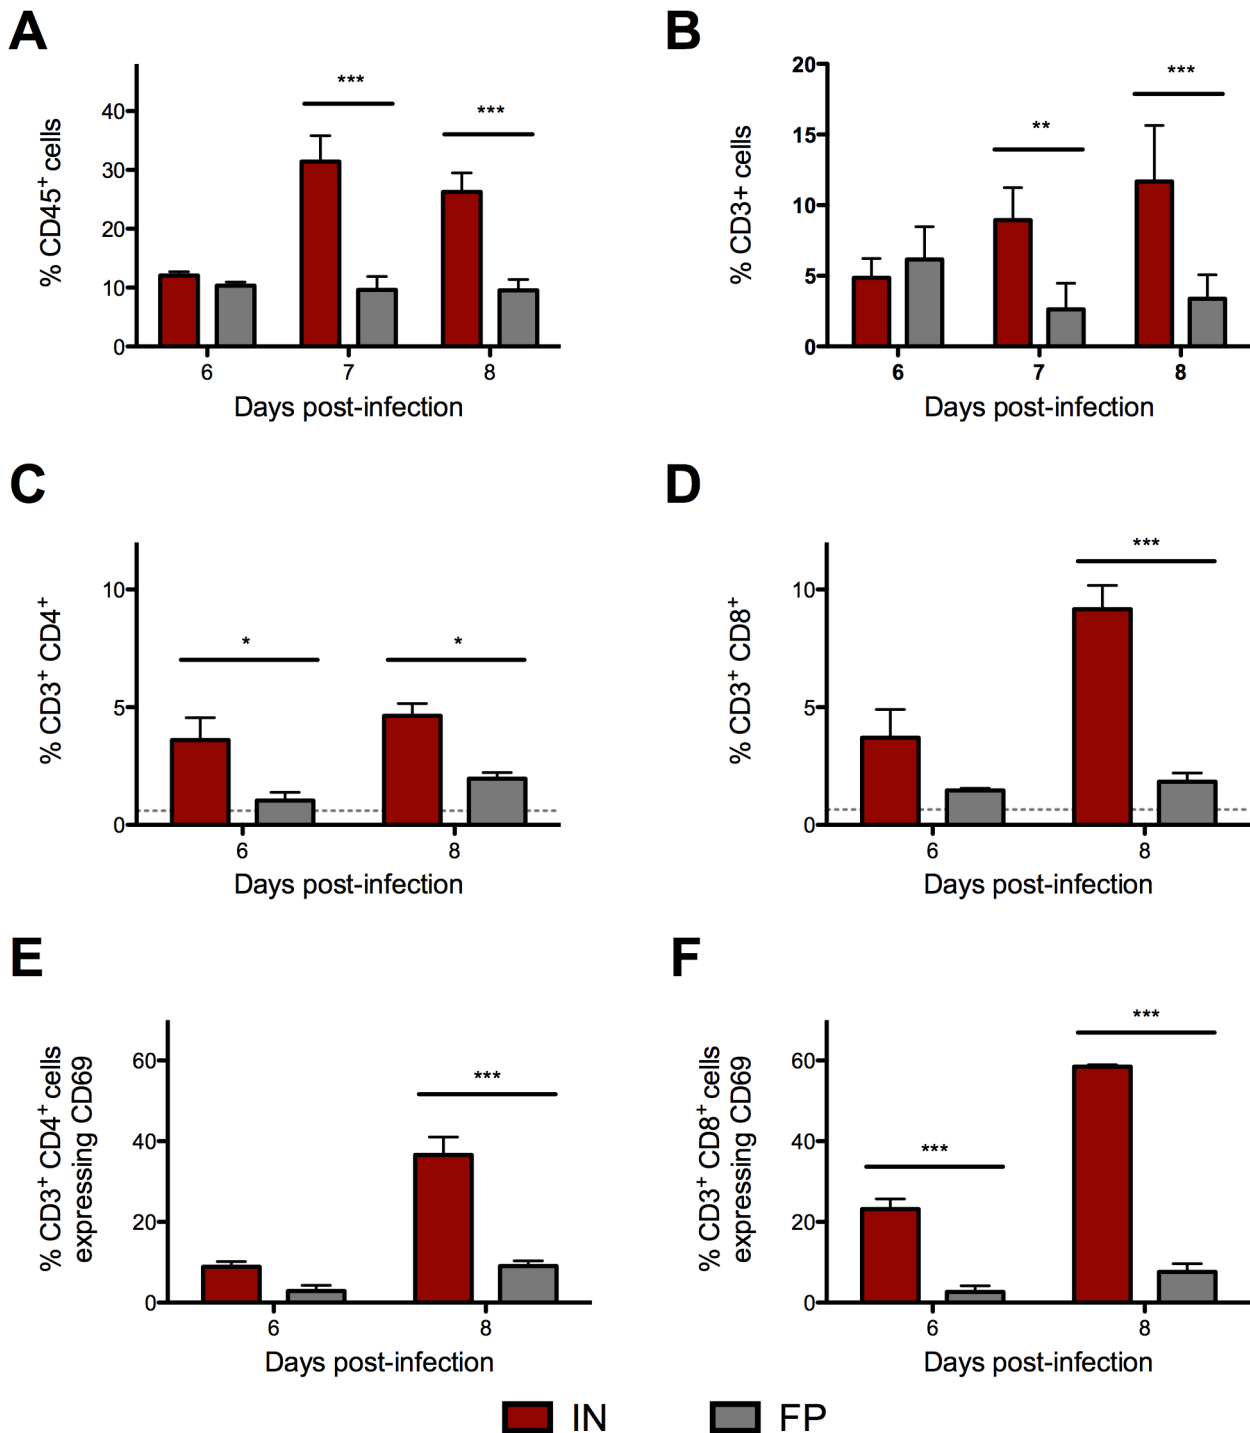 A
% CD45⁺ cells
40
30
20
10
0
***
***
6 7 8
Days post-infection
B
% CD3+ cells
20
15
10
5
0
**
***
6 7 8
Days post-infection
C
% CD3⁺ CD4⁺
10
5
0
*
*
6 8
Days post-infection
D
% CD3⁺ CD8⁺
10
5
0
***
6 8
Days post-infection
E
% CD3⁺ CD4⁺ cells
expressing CD69
60
40
20
0
***
6 8
Days post-infection
F
% CD3⁺ CD8⁺ cells
expressing CD69
60
40
20
0
***
***
6 8
Days post-infection
IN FP